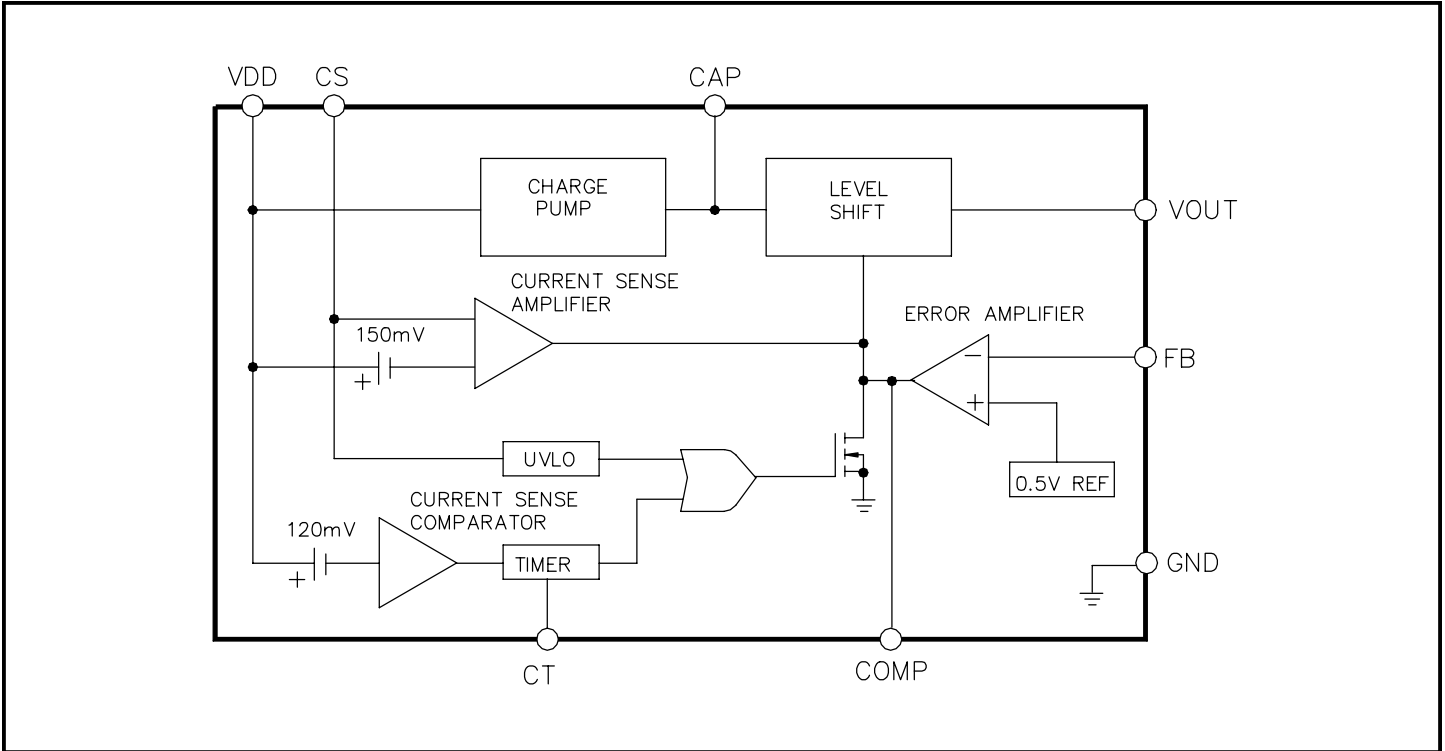 VDD
CS
CAP
CHARGE
PUMP
LEVEL
SHIFT
VOUT
CURRENT SENSE
AMPLIFIER
150mV
+
ERROR AMPLIFIER
−
+
FB
UVLO
0.5V REF
CURRENT SENSE
COMPARATOR
120mV
+
TIMER
GND
CT
COMP